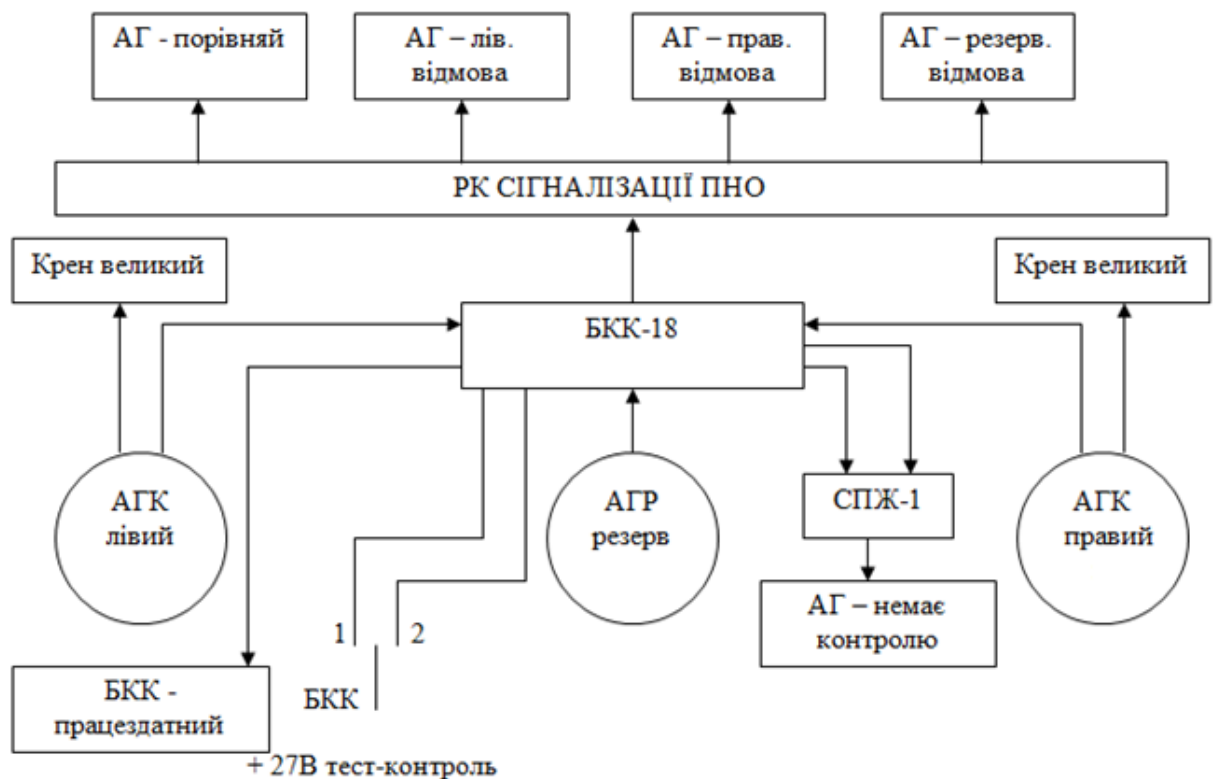 АГ - порівняй
АГ – лів.
відмова
АГ – прав.
відмова
АГ – резерв.
відмова
РК СІГНАЛІЗАЦІЇ ПНО
Крен великий
Крен великий
БКК-18
АГК
лівий
АГР
резерв
СПЖ-1
АГК
правий
АГ – немає
контролю
1
2
БКК
БКК -
працездатний
+ 27В тест-контроль